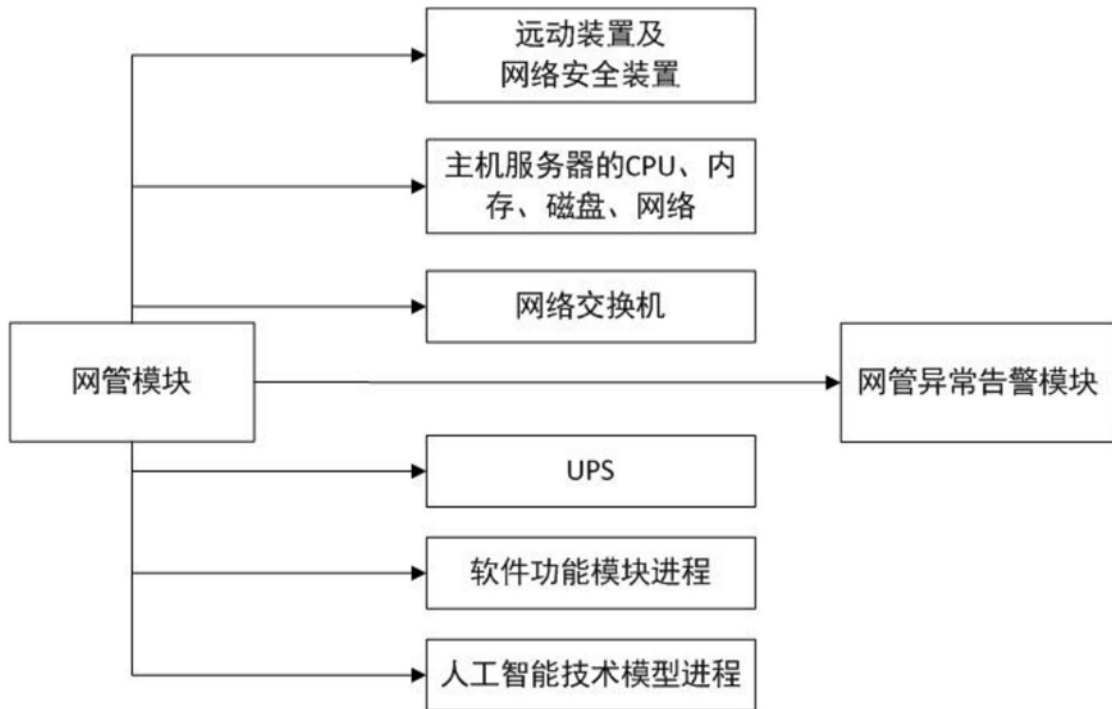 远动装置及
网络安全装置
主机服务器的CPU、内
存、磁盘、网络
网络交换机
网管模块
网管异常告警模块
UPS
软件功能模块进程
人工智能技术模型进程